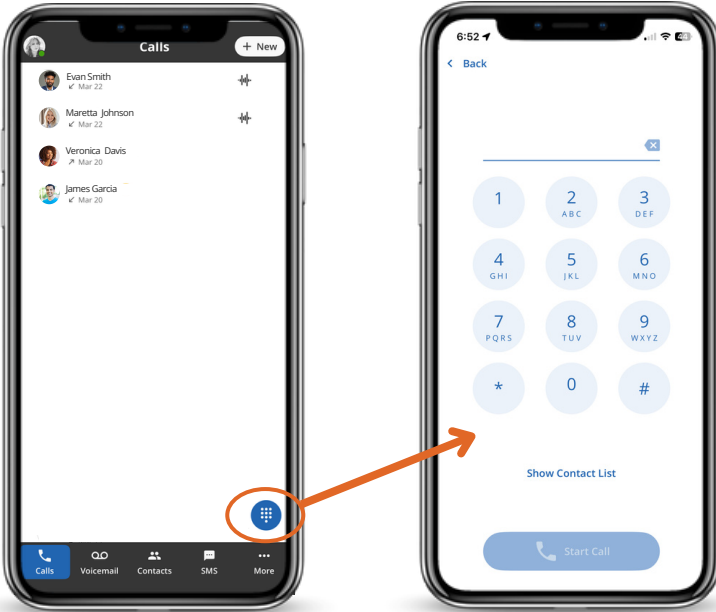 Calls
+ New
Evan Smith
↙ Mar 22
Maretta Johnson
↙ Mar 22
Veronica Davis
↗ Mar 20
James Garcia
↙ Mar 20
Calls
Voicemail
Contacts
SMS
More
6:52
Back
1
2
ABC
3
DEF
4
GHI
5
JKL
6
MNO
7
PQRS
8
TUV
9
WXYZ
*
0
#
Show Contact List
Start Call